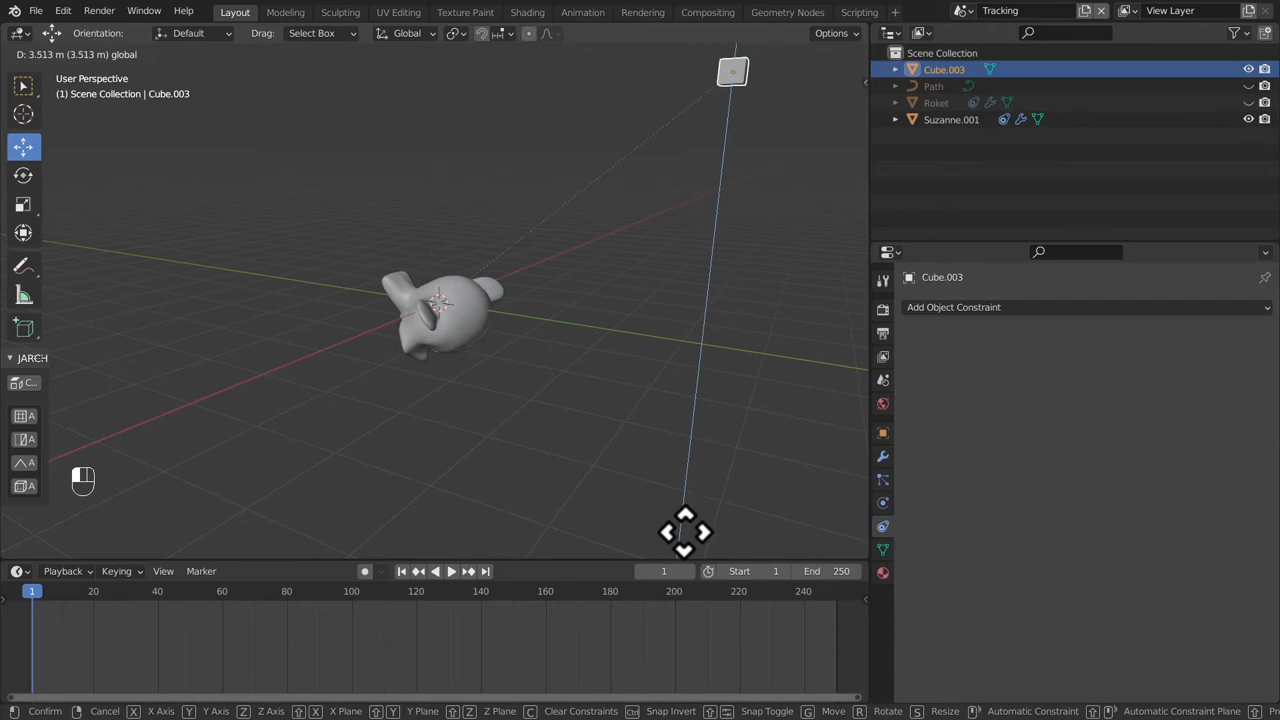 File Edit Render Window Help Layout Modeling Sculpting UV Editing Texture Paint Shading Animation Rendering Compositing Geometry Nodes Scripting Tracking View Layer
Orientation: Default Drag: Select Box Global Options
D: 3.513 m (3.513 m) global
User Perspective
(1) Scene Collection | Cube.003
JARCH
C...
A
A
A
A
Scene Collection
Cube.003
Path
Roket
Suzanne.001
Cube.003
Add Object Constraint
Playback Keying View Marker 1 Start 1 End 250
1 20 40 60 80 100 120 140 160 180 200 220 240
Confirm Cancel X X Axis Y Y Axis Z Z Axis X X Plane Y Y Plane Z Z Plane C Clear Constraints Ctrl Snap Invert Snap Toggle G Move R Rotate S Resize Automatic Constraint Automatic Constraint Plane